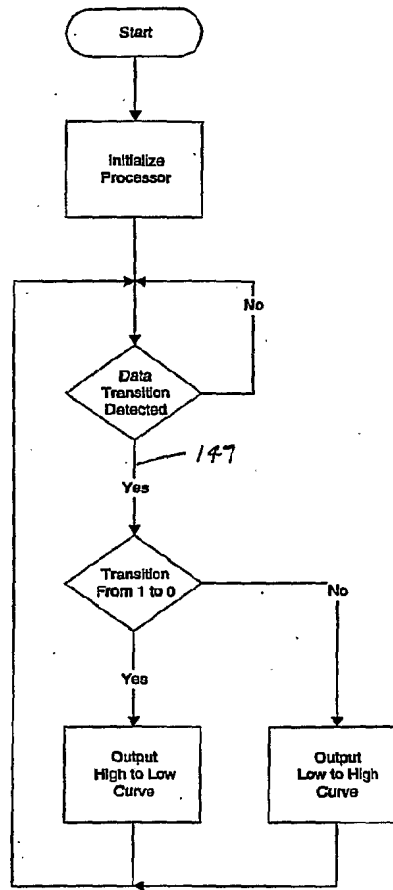 Start
Initialize
Processor
No
Data
Transition
Detected
147
Yes
Transition
From 1 to 0
No
Yes
Output
High to Low
Curve
Output
Low to High
Curve